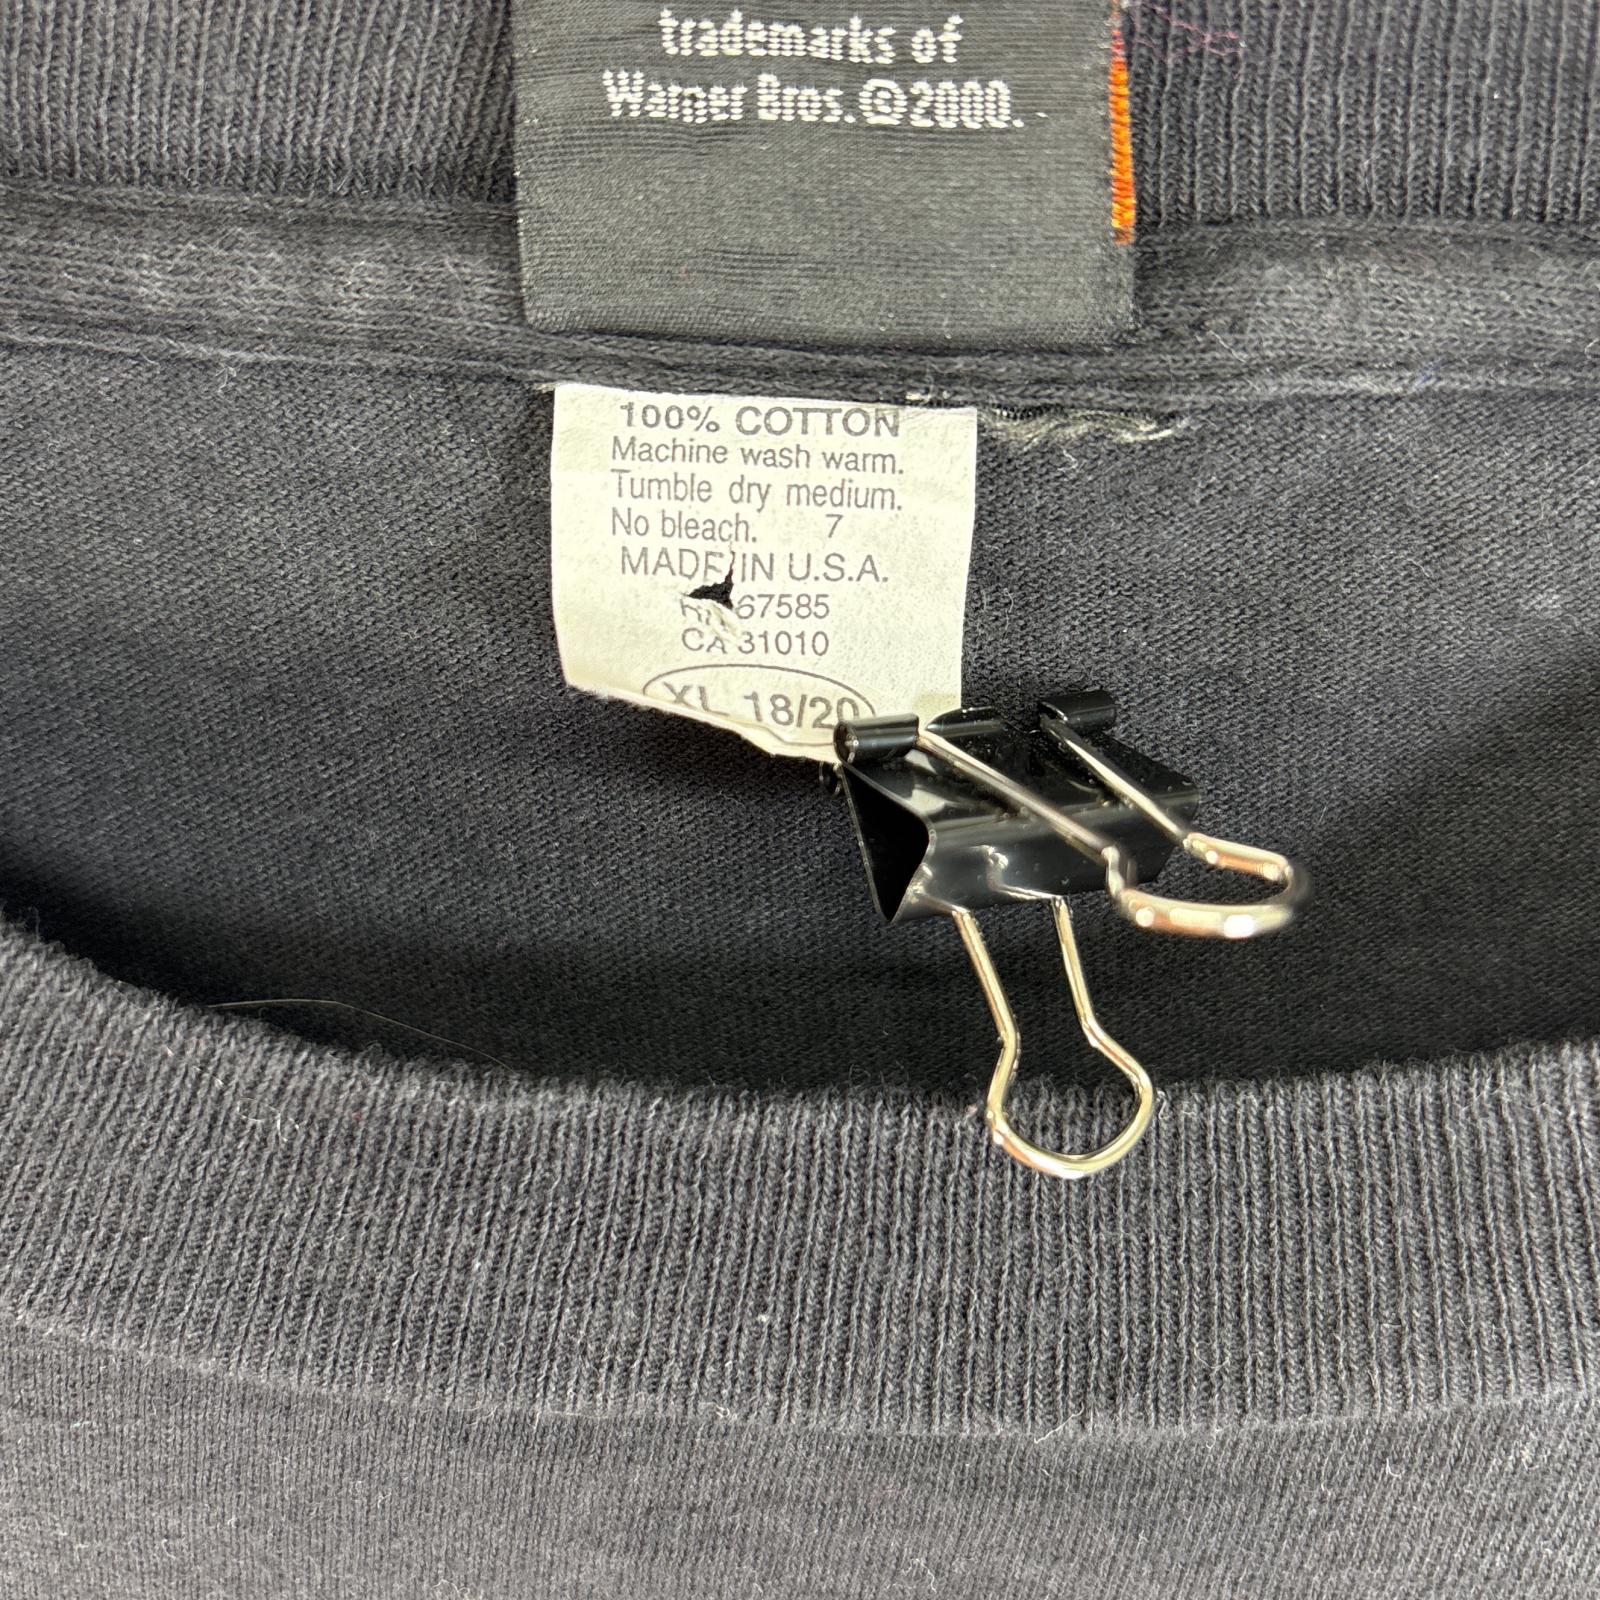 trademarks of
Warner Bros. © 2000.
100% COTTON
Machine wash warm.
Tumble dry medium.
No bleach. 7
MADE IN U.S.A.
RN 67585
CA 31010
XL 18/20